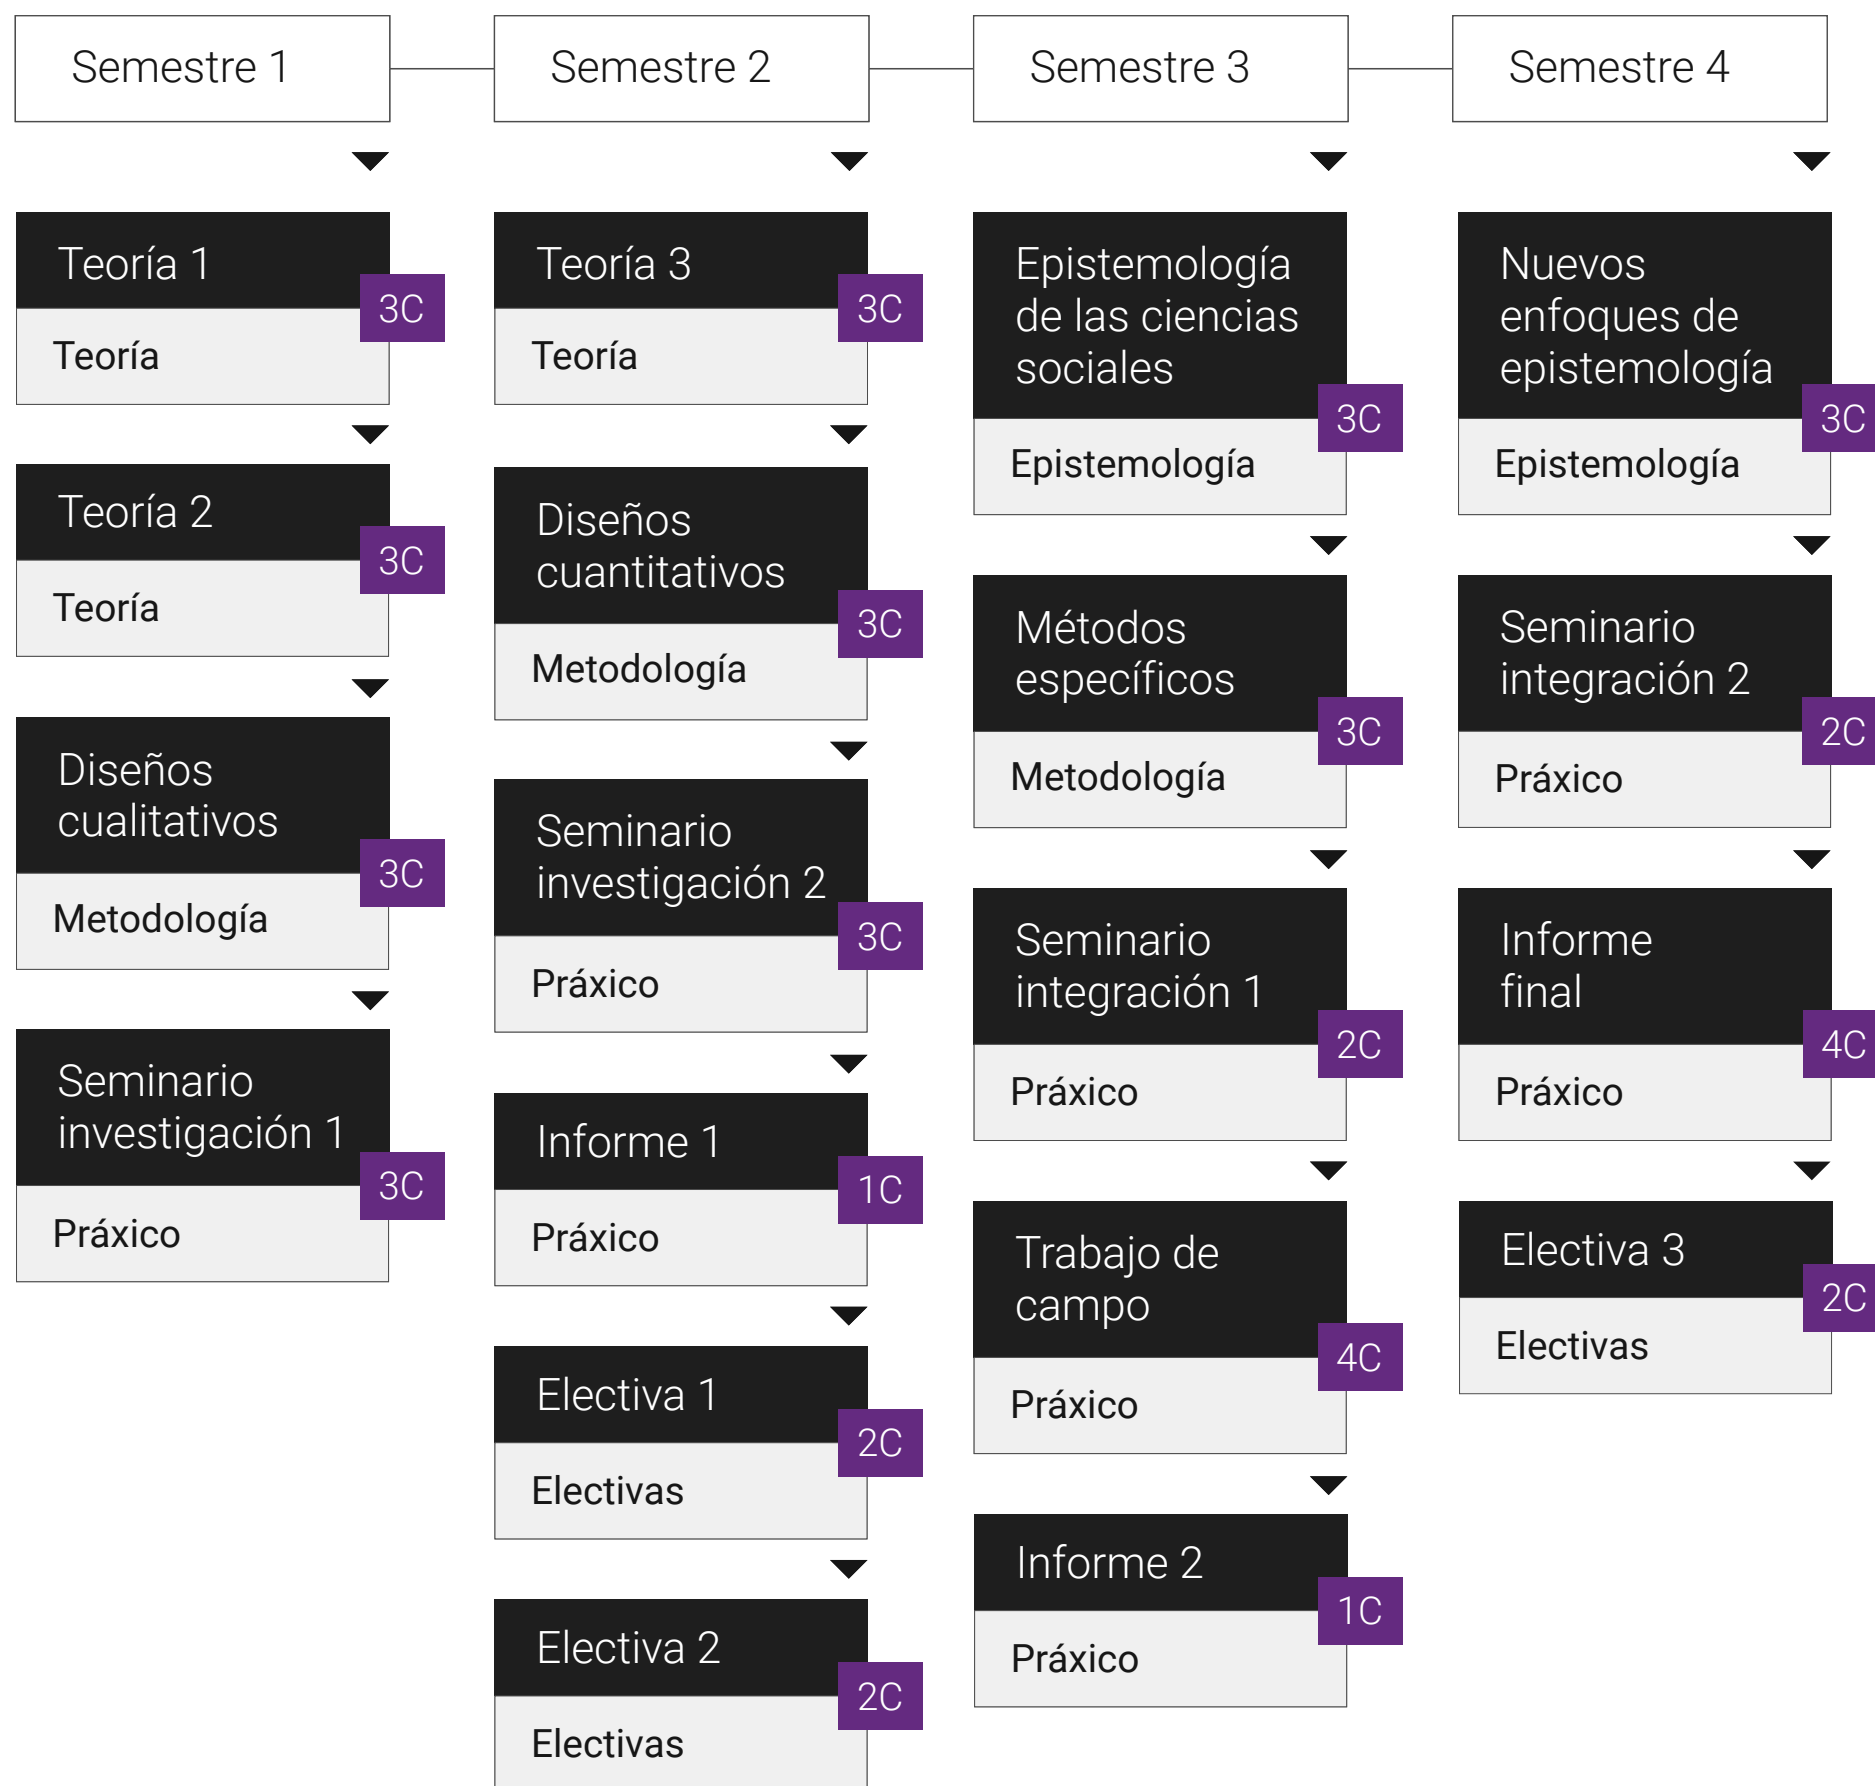 Semestre 1
Semestre 2
Semestre 3
Semestre 4
Teoría 1
3C
Teoría
Teoría 2
3C
Teoría
Diseños
cualitativos
3C
Metodología
Seminario
investigación 1
3C
Práxico
Teoría 3
3C
Teoría
Diseños
cuantitativos
3C
Metodología
Seminario
investigación 2
3C
Práxico
Informe 1
1C
Práxico
Electiva 1
2C
Electivas
Electiva 2
2C
Electivas
Epistemología
de las ciencias
sociales
3C
Epistemología
Métodos
específicos
3C
Metodología
Seminario
integración 1
2C
Práxico
Trabajo de
campo
4C
Práxico
Informe 2
1C
Práxico
Nuevos
enfoques de
epistemología
3C
Epistemología
Seminario
integración 2
2C
Práxico
Informe
final
4C
Práxico
Electiva 3
2C
Electivas